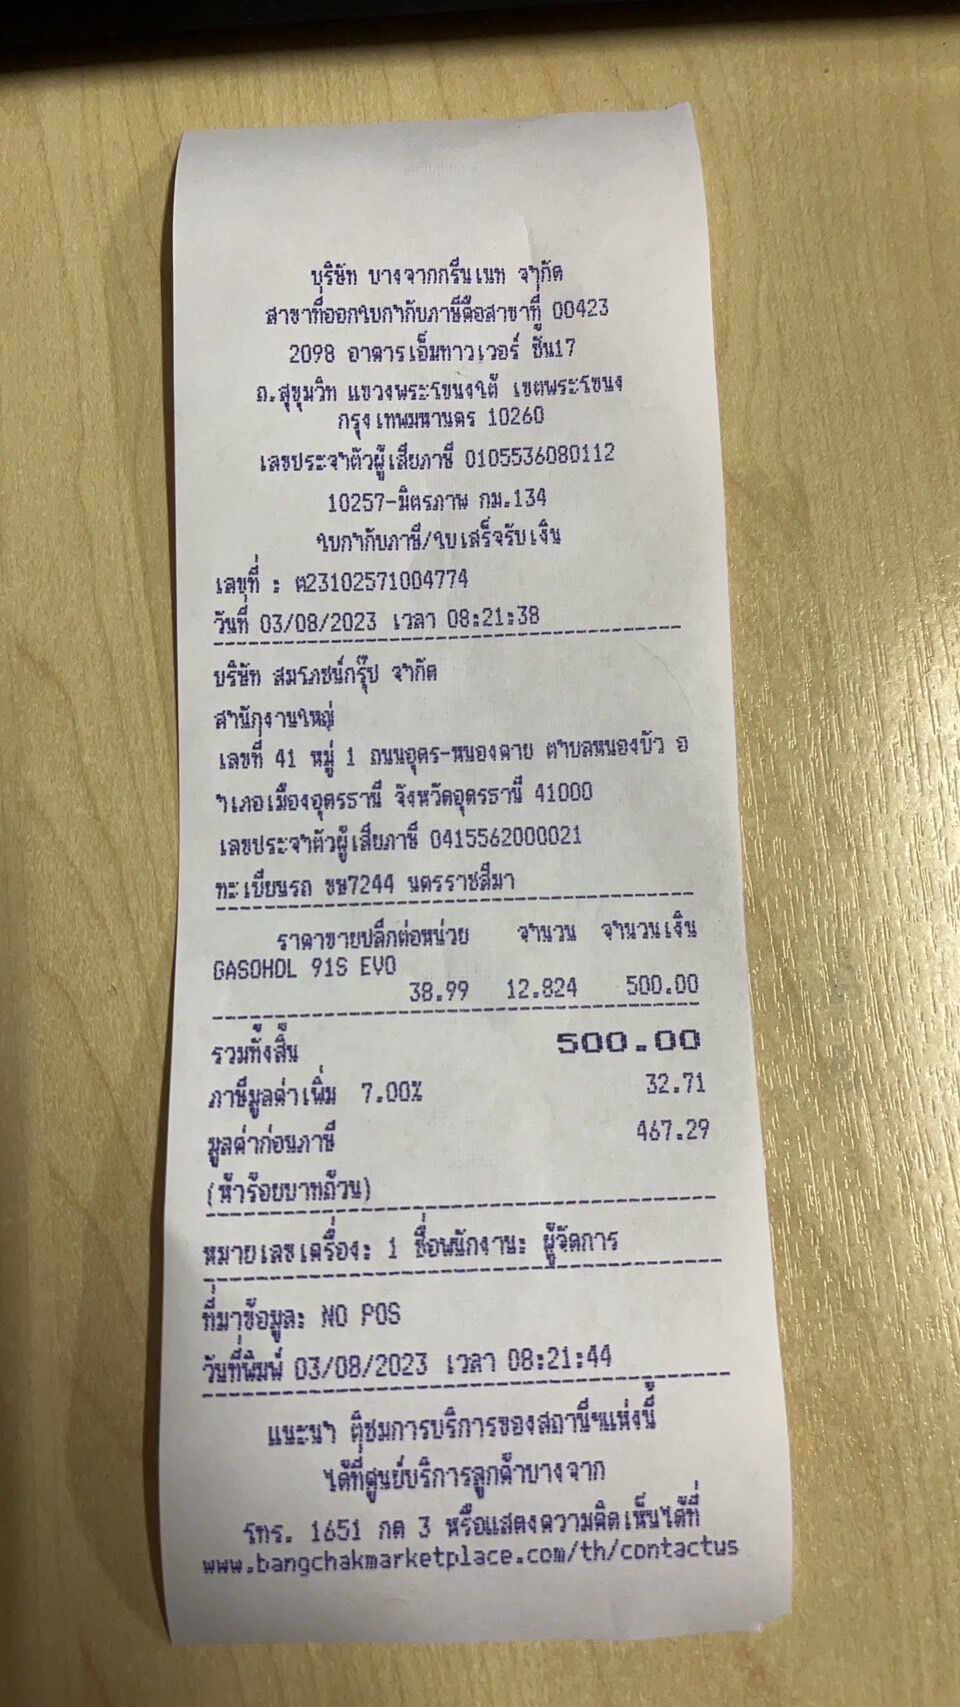 บริษัท บางจากกรีนเนท จำกัด
สาขาที่ออกใบกำกับภาษีคือสาขาที่ 00423
2098 อาคารเอ็มทาวเวอร์ ชั้น17
ถ.สุขุมวิท แขวงพระโขนงใต้ เขตพระโขนง
กรุงเทพมหานคร 10260
เลขประจำตัวผู้เสียภาษี 0105536080112
10257-มิตรภาพ กม.134
ใบกำกับภาษี/ใบเสร็จรับเงิน
เลขที่ : ต23102571004774
วันที่ 03/08/2023 เวลา 08:21:38
บริษัท สมโภชน์กรุ๊ป จำกัด
สำนักงานใหญ่
เลขที่ 41 หมู่ 1 ถนนอุดร-หนองคาย ตำบลหนองบัว อ
ำเภอเมืองอุดรธานี จังหวัดอุดรธานี 41000
เลขประจำตัวผู้เสียภาษี 0415562000021
ทะเบียนรถ ขษ7244 นครราชสีมา
ราคาขายปลีกต่อหน่วย จำนวน จำนวนเงิน
GASOHOL 91S EVO
38.99 12.824 500.00
รวมทั้งสิ้น 500.00
ภาษีมูลค่าเพิ่ม 7.00% 32.71
มูลค่าก่อนภาษี 467.29
(ห้าร้อยบาทถ้วน)
หมายเลขเครื่อง: 1 ชื่อพนักงาน: ผู้จัดการ
ที่มาข้อมูล: NO POS
วันที่พิมพ์ 03/08/2023 เวลา 08:21:44
แนะนำ ติชมการบริการของสถานีฯแห่งนี้
ได้ที่ศูนย์บริการลูกค้าบางจาก
โทร. 1651 กด 3 หรือแสดงความคิดเห็นได้ที่
www.bangchakmarketplace.com/th/contactus